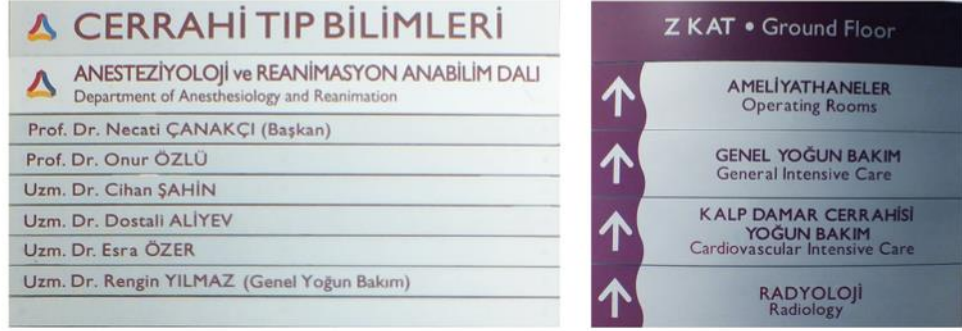 CERRAHİ TIP BİLİMLERİ
ANESTEZİYOLOJİ ve REANİMASYON ANABİLİM DALI
Department of Anesthesiology and Reanimation
Prof. Dr. Necati ÇANAKÇI (Başkan)
Prof. Dr. Onur ÖZLÜ
Uzm. Dr. Cihan ŞAHİN
Uzm. Dr. Dostali ALİYEV
Uzm. Dr. Esra ÖZER
Uzm. Dr. Rengin YILMAZ (Genel Yoğun Bakım)
Z KAT • Ground Floor
AMELİYATHANELER
Operating Rooms
GENEL YOĞUN BAKIM
General Intensive Care
KALP DAMAR CERRAHİSİ
YOĞUN BAKIM
Cardiovascular Intensive Care
RADYOLOJİ
Radiology